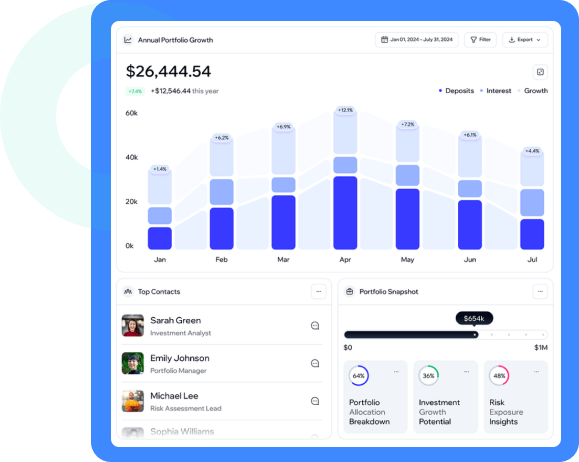 Annual Portfolio Growth
Jan 01, 2024 - July 31, 2024
Filter
Export
$26,444.54
+7.4%
+$12,546.44 this year
Deposits
Interest
Growth
60k
40k
20k
0k
+1.4%
+6.2%
+6.9%
+12.1%
+7.2%
+6.1%
+4.4%
Jan
Feb
Mar
Apr
May
Jun
Jul
Top Contacts
Sarah Green
Investment Analyst
Emily Johnson
Portfolio Manager
Michael Lee
Risk Assessment Lead
Sophia Williams
Portfolio Snapshot
$654k
$0
$1M
64%
Portfolio
Allocation
Breakdown
36%
Investment
Growth
Potential
48%
Risk
Exposure
Insights